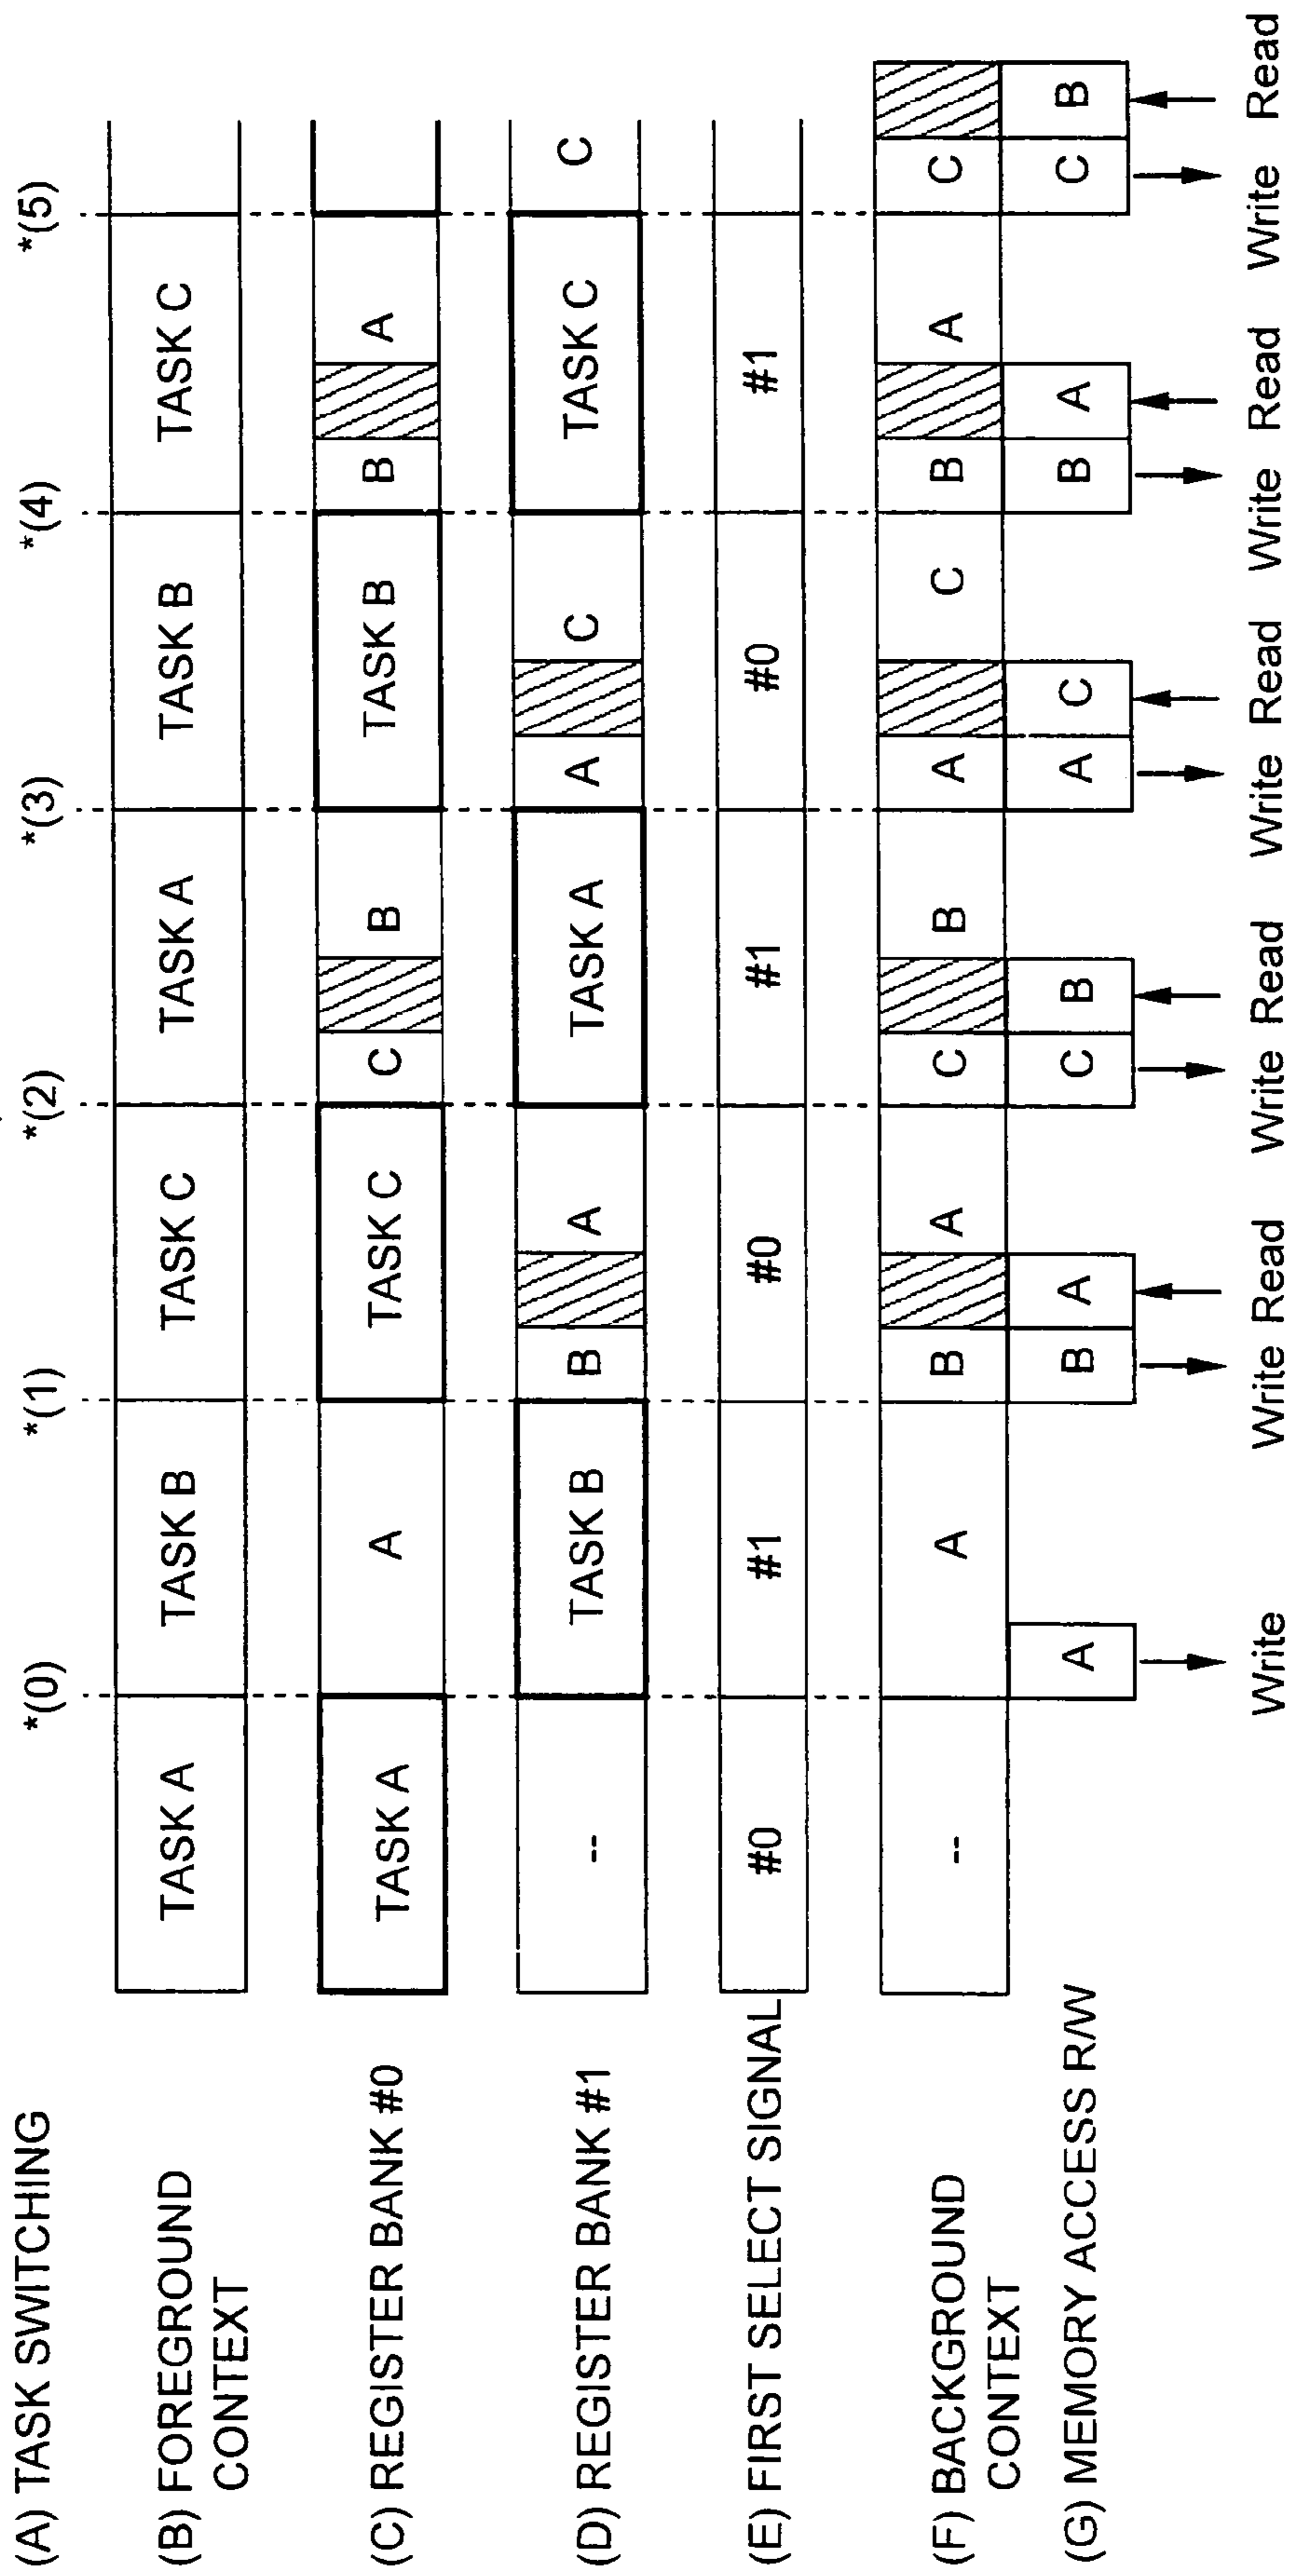 (A) TASK SWITCHING *(0) *(1) *(2) *(3) *(4) *(5)
(B) FOREGROUND TASK A TASK B TASK C TASK A TASK B TASK C
CONTEXT
(C) REGISTER BANK #0 TASK A A TASK C C B TASK B B A
(D) REGISTER BANK #1 -- TASK B B A TASK A A C TASK C C
(E) FIRST SELECT SIGNAL #0 #1 #0 #1 #0 #1
(F) BACKGROUND -- A B A C B A C B A C
CONTEXT
(G) MEMORY ACCESS R/W A B A C B A C B A C B
Write Write Read Write Read Write Read Write Read Write Read